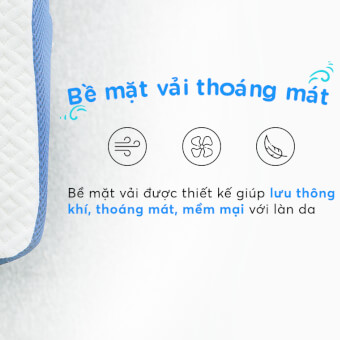 Bề mặt vải thoáng mát
Bề mặt vải được thiết kế giúp lưu thông
khí, thoáng mát, mềm mại với làn da